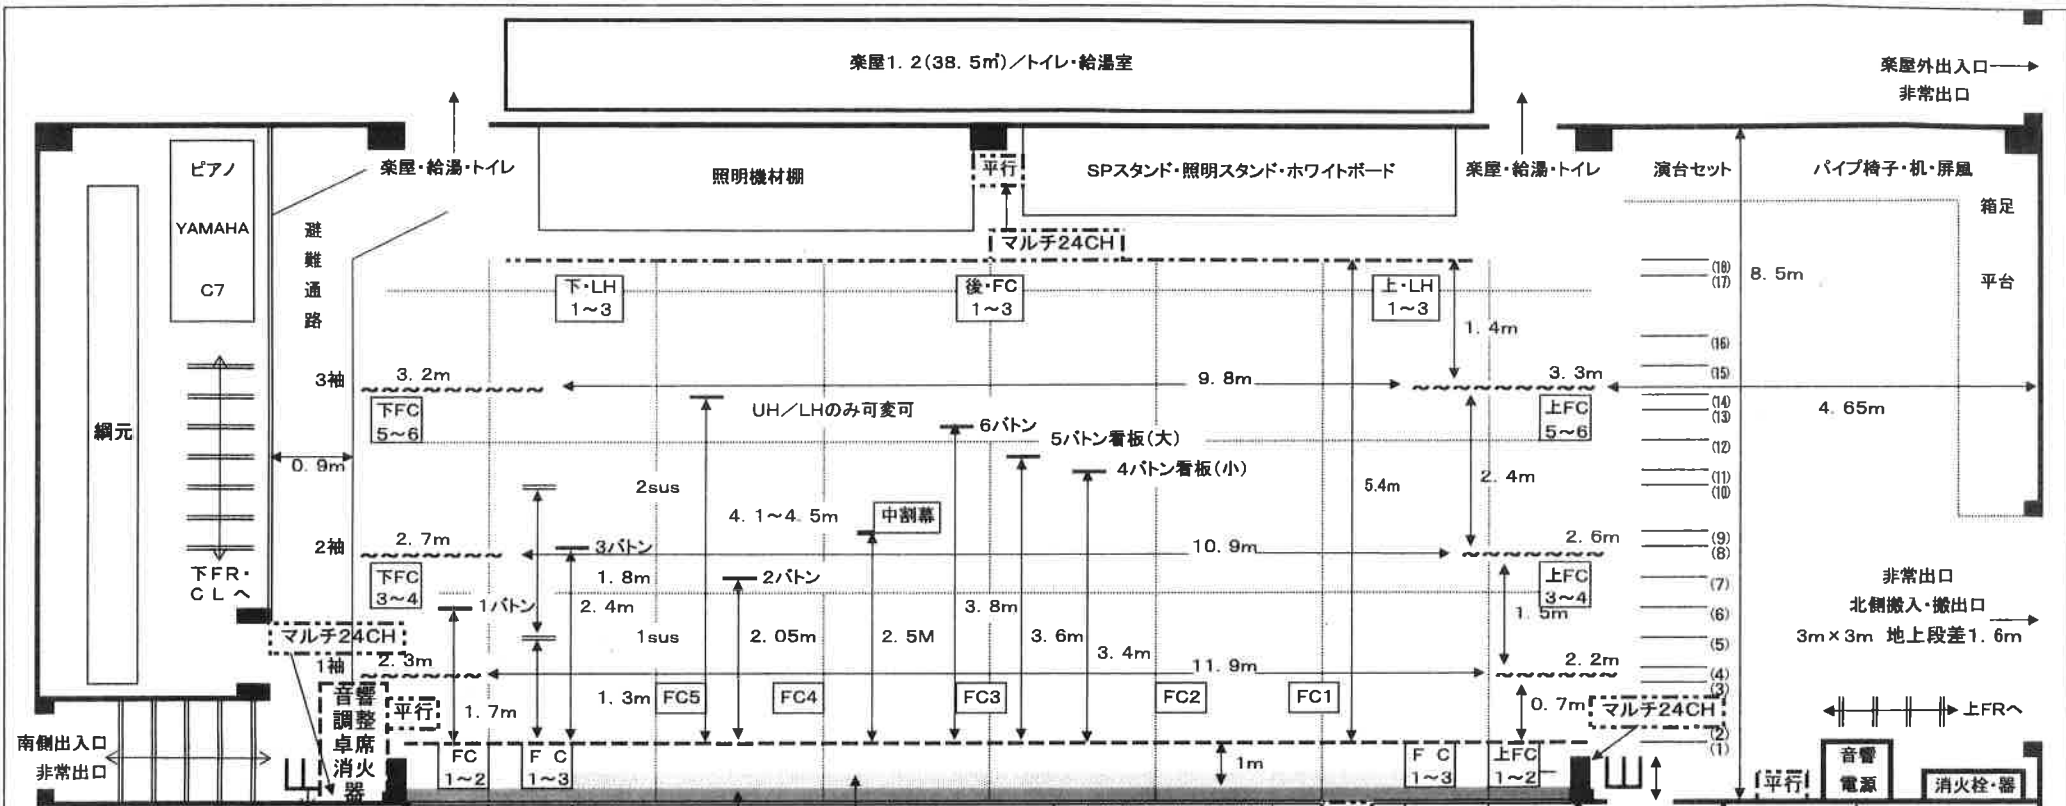 楽屋1. 2(38. 5㎡)／トイレ・給湯室
楽屋外出入口
非常出口
ピアノ
YAMAHA
C7
避難通路
楽屋・給湯・トイレ
照明機材棚
平行
SPスタンド・照明スタンド・ホワイトボード
楽屋・給湯・トイレ
演台セット
パイプ椅子・机・屏風
箱足
平台
マルチ24CH
下・LH
1～3
後・FC
1～3
上・LH
1～3
1. 4m
8. 5m
(18)
(17)
(16)
(15)
(14)
(13)
(12)
(11)
(10)
(9)
(8)
(7)
(6)
(5)
(4)
(3)
(2)
(1)
3袖
3. 2m
9. 8m
3. 3m
4. 65m
下FC
5～6
UH／LHのみ可変可
上FC
5～6
綱元
0. 9m
6バトン
5バトン看板(大)
4バトン看板(小)
2sus
4. 1～4. 5m
中割幕
5.4m
2. 4m
2袖
2. 7m
3バトン
10. 9m
2. 6m
下FR・
CLへ
下FC
3～4
1. 8m
2バトン
上FC
3～4
1. 5m
非常出口
北側搬入・搬出口
3m×3m 地上段差1. 6m
1バトン
2. 4m
3. 8m
マルチ24CH
1sus
2. 05m
2. 5M
3. 6m
3. 4m
1袖
2. 3m
11. 9m
2. 2m
音響
調整
卓席
消火
器
平行
1. 7m
1. 3m
FC5
FC4
FC3
FC2
FC1
0. 7m
マルチ24CH
上FRへ
南側出入口
非常出口
FC
1～2
F C
1～3
1m
F C
1～3
上FC
1～2
平行
音響
電源
消火栓・器